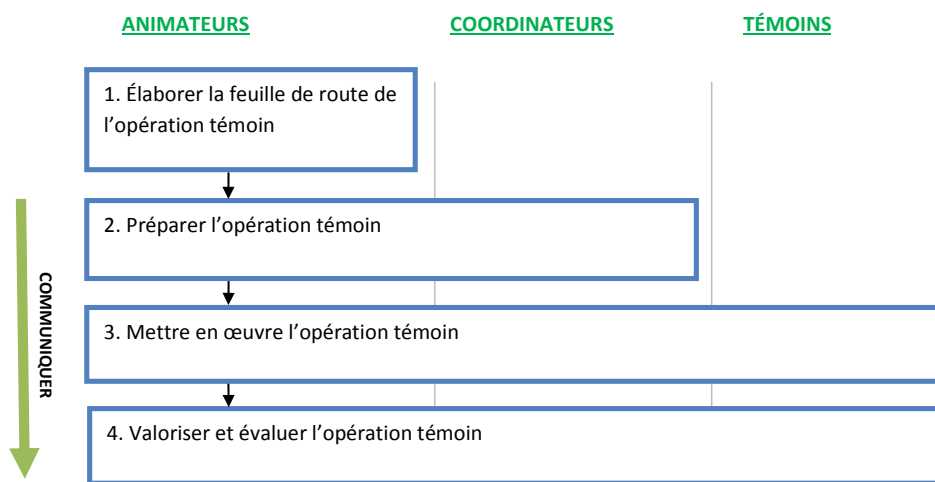 ANIMATEURS COORDINATEURS TÉMOINS
1. Élaborer la feuille de route de
l’opération témoin
2. Préparer l’opération témoin
COMMUNIQUER
3. Mettre en œuvre l’opération témoin
4. Valoriser et évaluer l’opération témoin